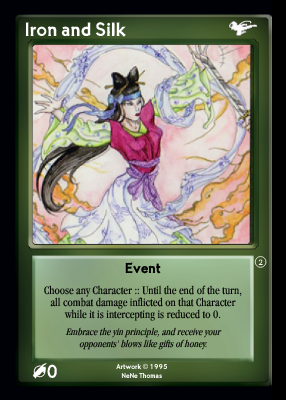 Iron and Silk
Event
2
Choose any Character :: Until the end of the turn,
all combat damage inflicted on that Character
while it is intercepting is reduced to 0.
Embrace the yin principle, and receive your
opponents' blows like gifts of honey.
0
Artwork © 1995
NeNe Thomas